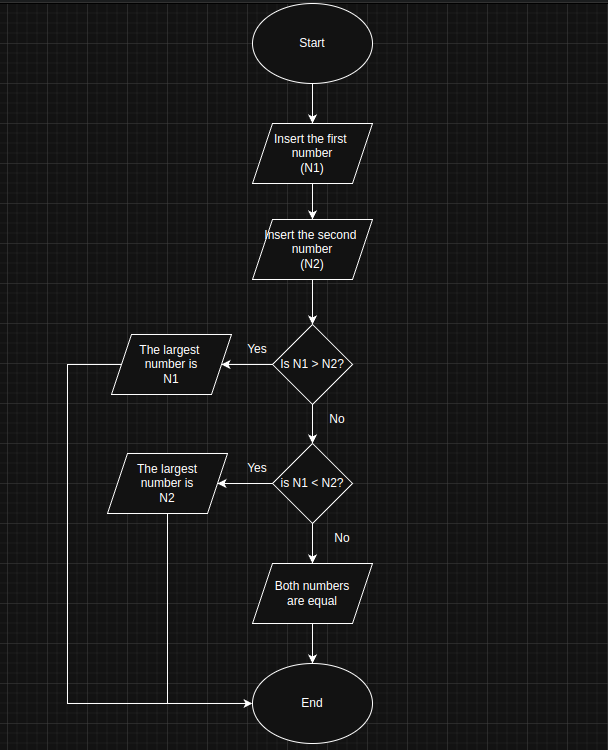 Start
Insert the first
number
(N1)
Insert the second
number
(N2)
The largest
number is
N1
Yes
Is N1 > N2?
No
The largest
number is
N2
Yes
is N1 < N2?
No
Both numbers
are equal
End